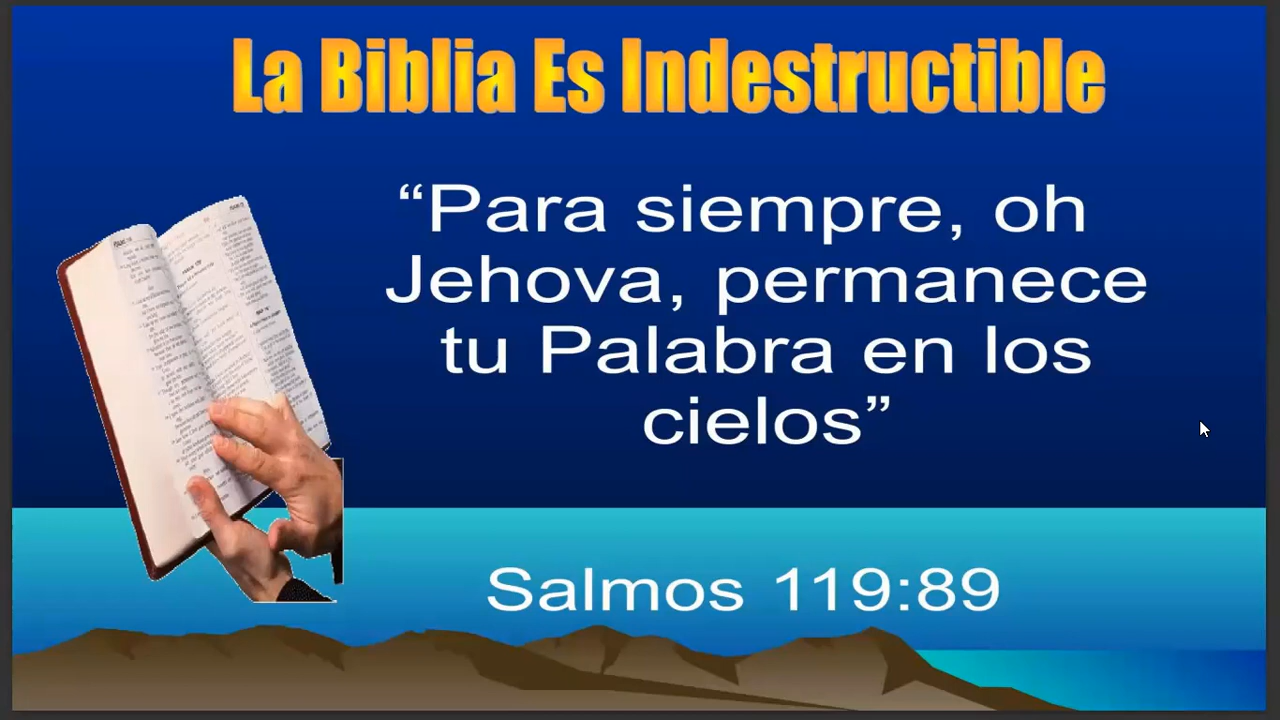 La Biblia Es Indestructible
“Para siempre, oh
Jehova, permanece
tu Palabra en los
cielos”
Salmos 119:89